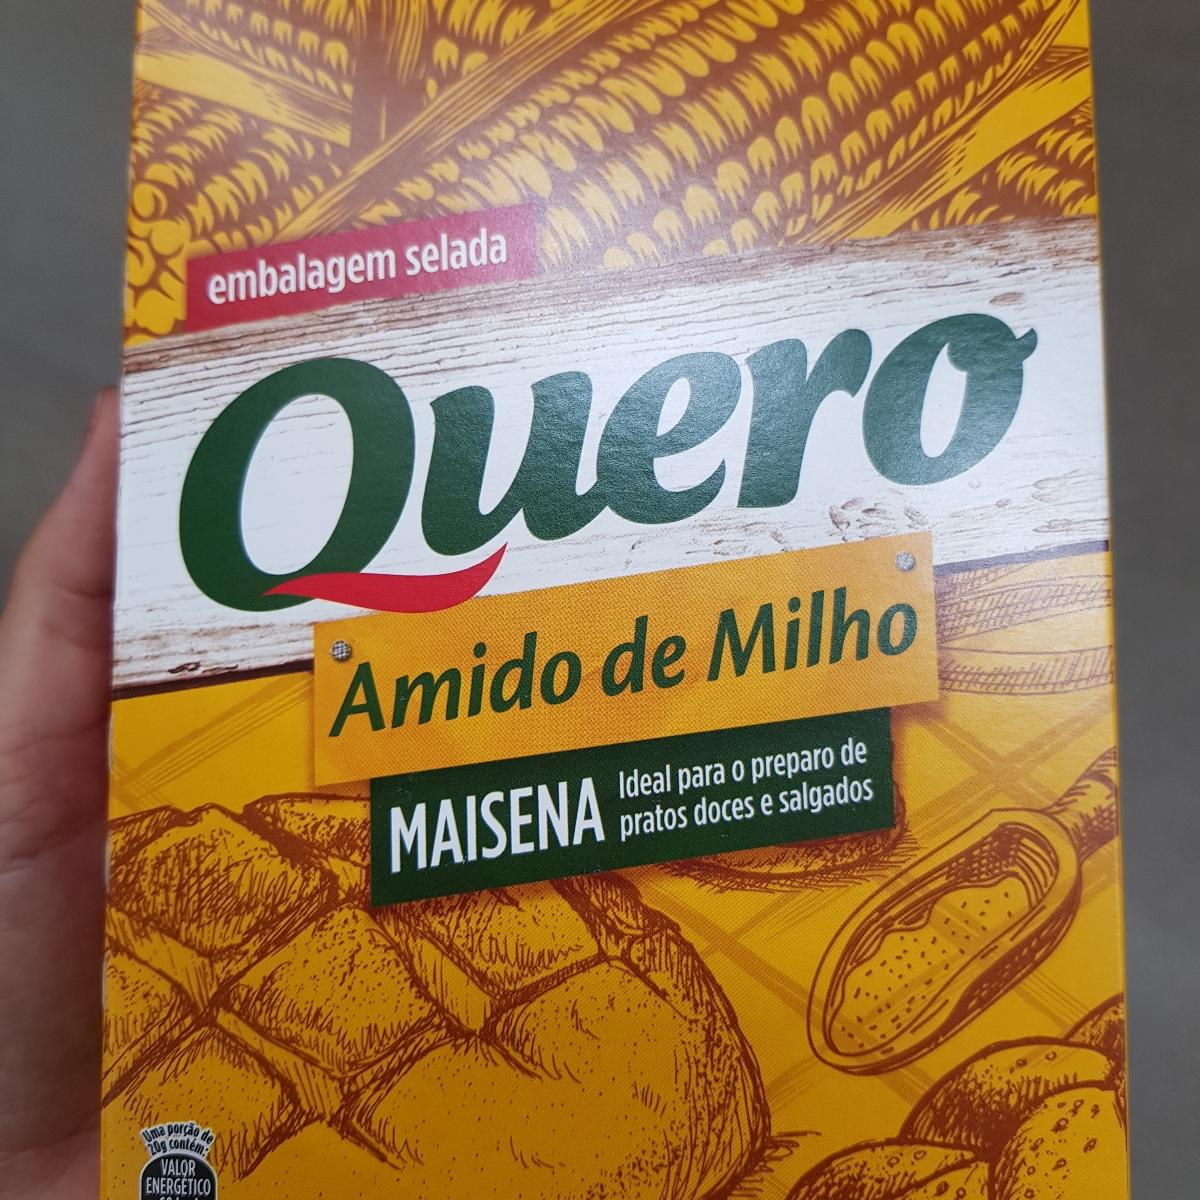 embalagem selada
Quero
Amido de Milho
MAISENA
Ideal para o preparo de
pratos doces e salgados
Uma porção de
20g contém:
VALOR
ENERGÉTICO